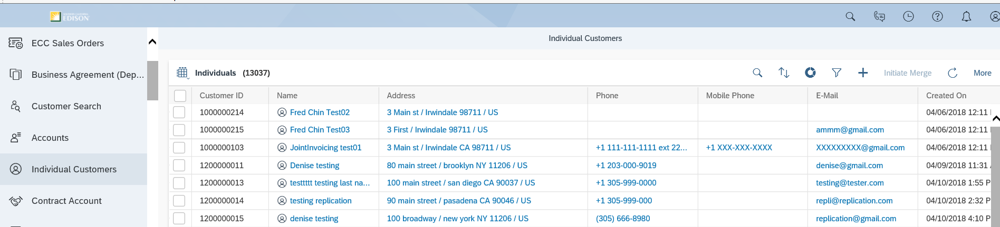 EDISON
ECC Sales Orders
Business Agreement (Dep...
Customer Search
Accounts
Individual Customers
Contract Account
Individual Customers
Individuals (13037)
Initiate Merge
More
Customer ID Name Address Phone Mobile Phone E-Mail Created On
1000000214 Fred Chin Test02 3 Main st / Irwindale 98711 / US 04/06/2018 12:11
1000000215 Fred Chin Test03 3 First / Irwindale 98711 / US ammm@gmail.com 04/06/2018 12:11
1000000103 JointInvoicing test01 3 Main st / Irwindale CA 98711 / US +1 111-111-1111 ext 22... +1 XXX-XXX-XXXX XXXXXXXXX@gmail.com 04/06/2018 12:11
1200000011 Denise testing 80 main street / brooklyn NY 11206 / US +1 203-000-9019 denise@gmail.com 04/09/2018 11:31
1200000013 testtttt testing last na... 100 main street / san diego CA 90037 / US +1 305-999-0000 testing@tester.com 04/10/2018 1:55 P
1200000014 testing replication 90 main street / pasadena CA 90046 / US +1 305-999-000 repli@replication.com 04/10/2018 2:32 P
1200000015 denise testing 100 broadway / new york NY 11206 / US (305) 666-8980 replication@gmail.com 04/10/2018 4:10 P